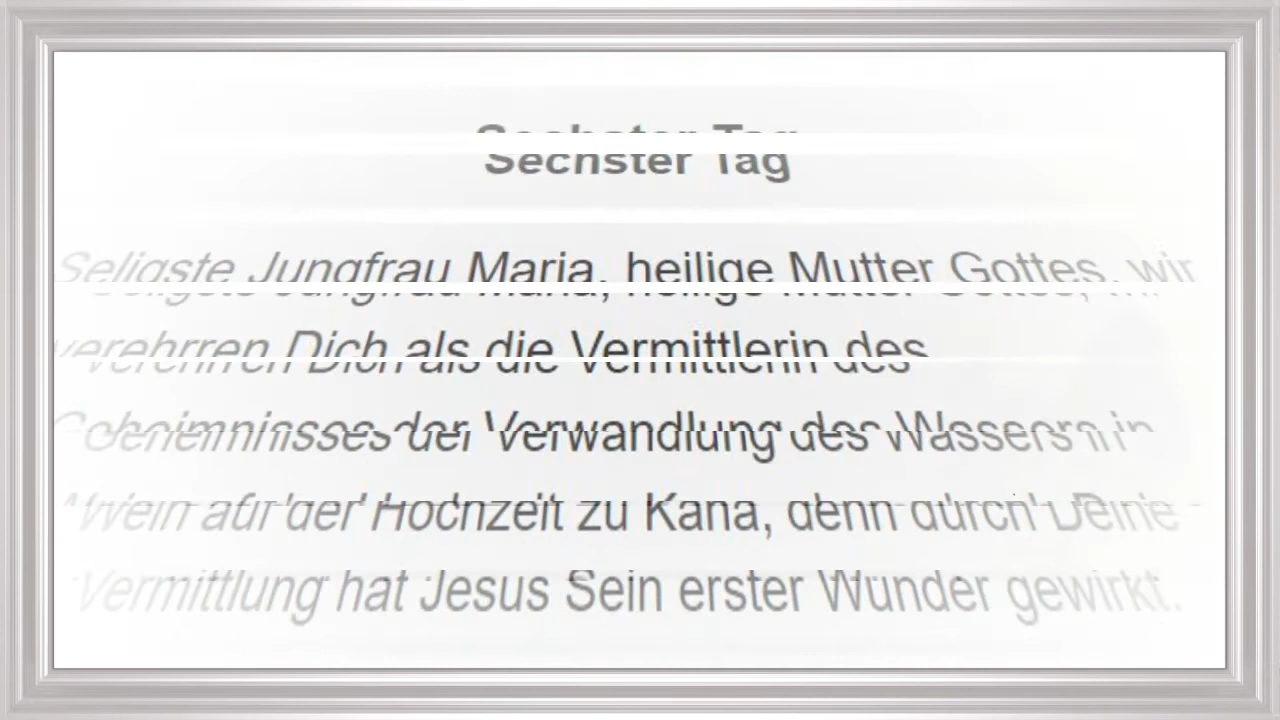 Sechster Tag
Seligste Jungfrau Maria, heilige Mutter Gottes, wir
verehrren Dich als die Vermittlerin des
Geheimnisses der Verwandlung des Wassers in
Wein auf der Hochzeit zu Kana, denn durch Deine
Vermittlung hat Jesus Sein erster Wunder gewirkt.